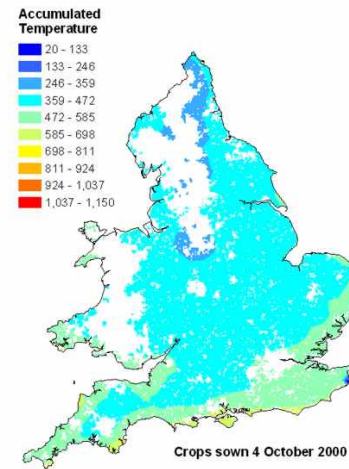 Accumulated
Temperature
20 - 133
133 - 246
246 - 359
359 - 472
472 - 585
585 - 698
698 - 811
811 - 924
924 - 1,037
1,037 - 1,150
Crops sown 4 October 2000